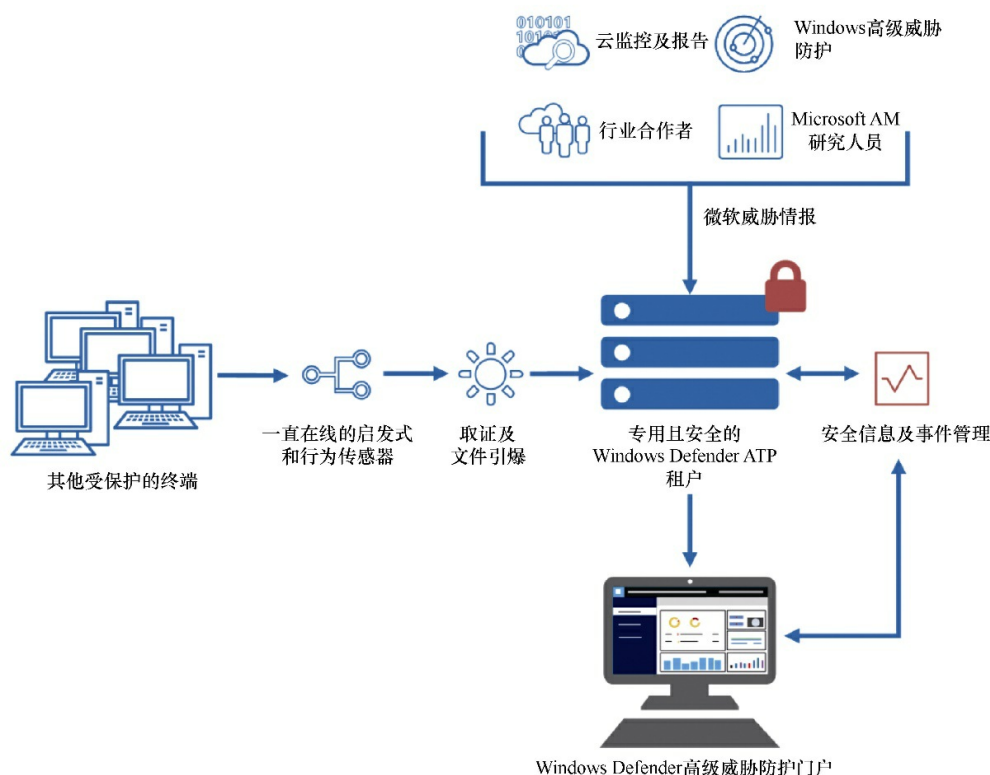 010101
云监控及报告
Windows高级威胁
防护
行业合作者
Microsoft AM
研究人员
微软威胁情报
其他受保护的终端
一直在线的启发式
和行为传感器
取证及
文件引爆
专用且安全的
Windows Defender ATP
租户
安全信息及事件管理
Windows Defender高级威胁防护门户